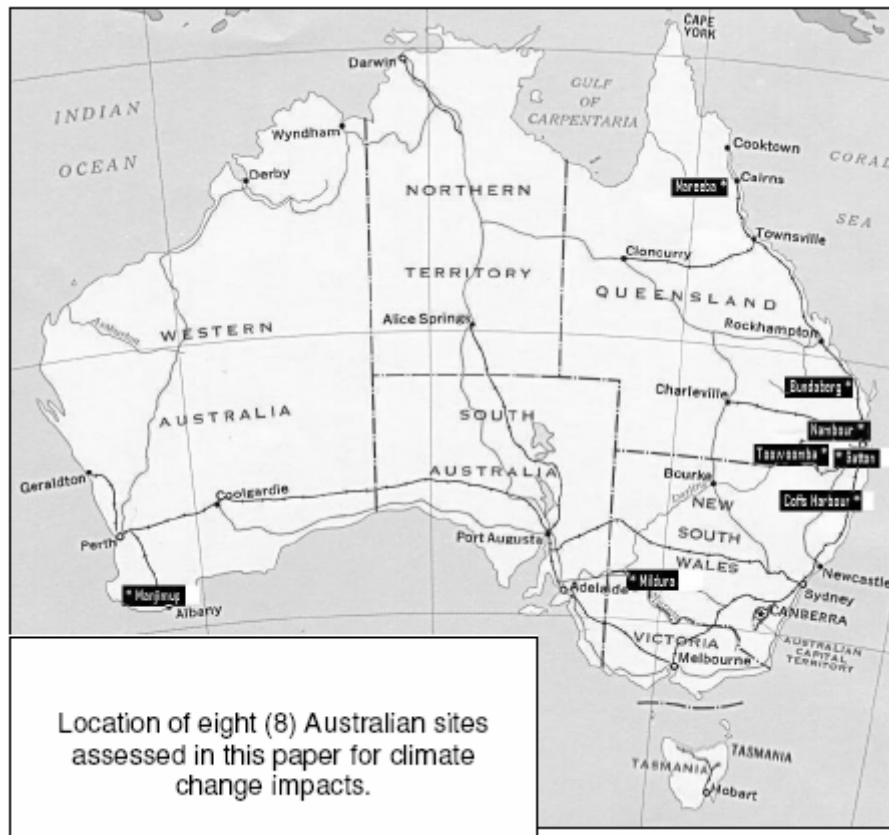 CAPE
YORK
Darwin
GULF
OF
CARPENTARIA
INDIAN
OCEAN
Wyndham
Cooktown
CORAL
SEA
Derby
Mareeba *
Cairns
NORTHERN
TERRITORY
Townsville
Cloncurry
QUEENSLAND
Ashburton
WESTERN
AUSTRALIA
Alice Springs
Rockhampton
Bundaberg *
Charleville
SOUTH
AUSTRALIA
Nambour *
Toowoomba *
* Gatton
Bourke
Darling
Geraldton
Coolgardie
NEW
SOUTH
WALES
Coffs Harbour *
Perth
Port Augusta
Newcastle
* Manjimup
Albany
Adelaide
* Mildura
Sydney
CANBERRA
VICTORIA
AUSTRALIAN
CAPITAL
TERRITORY
Melbourne
TASMANIA
TASMANIA
Hobart
Location of eight (8) Australian sites
assessed in this paper for climate
change impacts.